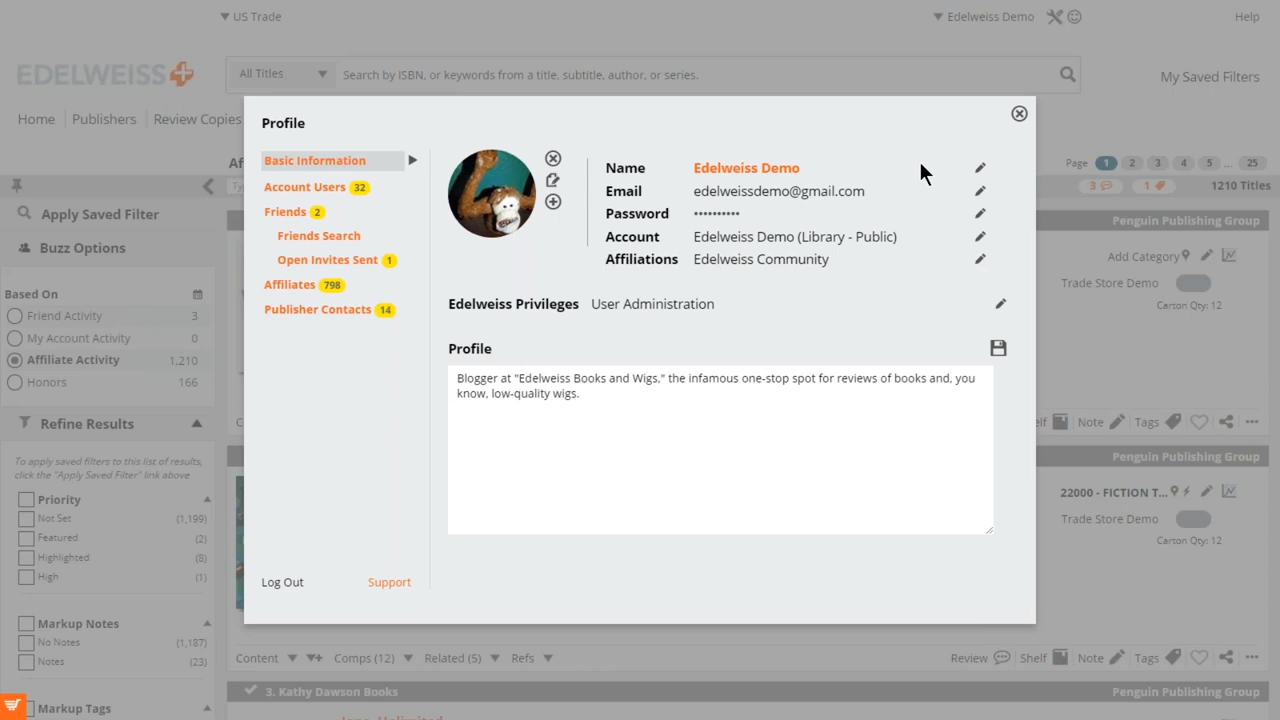 US Trade
Edelweiss Demo
Help
EDELWEISS
All Titles
Search by ISBN, or keywords from a title, subtitle, author, or series.
My Saved Filters
Home
Publishers
Review Copies
Page 1 2 3 4 5 ... 25
3
1
1210 Titles
Apply Saved Filter
Buzz Options
Based On
Friend Activity 3
My Account Activity 0
Affiliate Activity 1,210
Honors 166
Refine Results
To apply saved filters to this list of results,
click the "Apply Saved Filter" link above
Priority
Not Set (1,199)
Featured (2)
Highlighted (8)
High (1)
Markup Notes
No Notes (1,187)
Notes (23)
Markup Tags
Profile
Basic Information
Account Users 32
Friends 2
Friends Search
Open Invites Sent 1
Affiliates 798
Publisher Contacts 14
Log Out
Support
Name Edelweiss Demo
Email edelweissdemo@gmail.com
Password ••••••••••
Account Edelweiss Demo (Library - Public)
Affiliations Edelweiss Community
Edelweiss Privileges User Administration
Profile
Blogger at "Edelweiss Books and Wigs," the infamous one-stop spot for reviews of books and, you
know, low-quality wigs.
Penguin Publishing Group
Add Category
Trade Store Demo
Carton Qty: 12
Note
Tags
Penguin Publishing Group
22000 - FICTION T...
Trade Store Demo
Carton Qty: 12
Content
Comps (12)
Related (5)
Refs
Review
Shelf
Note
Tags
3. Kathy Dawson Books
Penguin Publishing Group